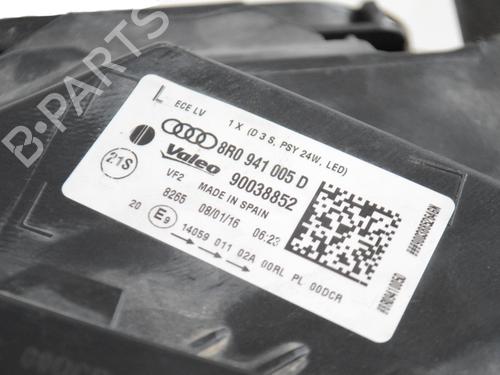 L ECE LV 1 X (D3S, PSY 24W, LED)
8R0 941 005 D
Valeo 90038852
21S VF2 MADE IN SPAIN
8265 08/01/16 06:23
20 E9 14059 011 02A 00RL PL 00DCR
B-PARTS